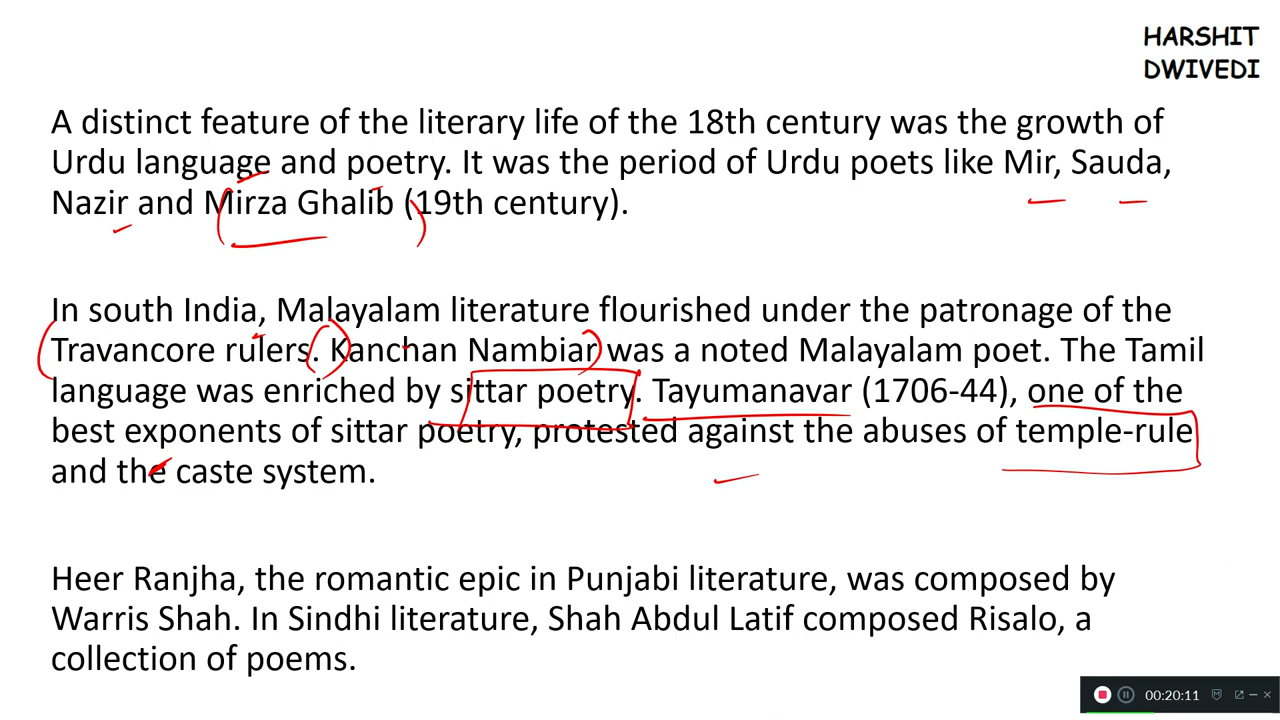 HARSHIT
DWIVEDI
A distinct feature of the literary life of the 18th century was the growth of
Urdu language and poetry. It was the period of Urdu poets like Mir, Sauda,
Nazir and Mirza Ghalib (19th century).
In south India, Malayalam literature flourished under the patronage of the
Travancore rulers. Kanchan Nambiar was a noted Malayalam poet. The Tamil
language was enriched by sittar poetry. Tayumanavar (1706-44), one of the
best exponents of sittar poetry, protested against the abuses of temple-rule
and the caste system.
Heer Ranjha, the romantic epic in Punjabi literature, was composed by
Warris Shah. In Sindhi literature, Shah Abdul Latif composed Risalo, a
collection of poems.
00:20:11